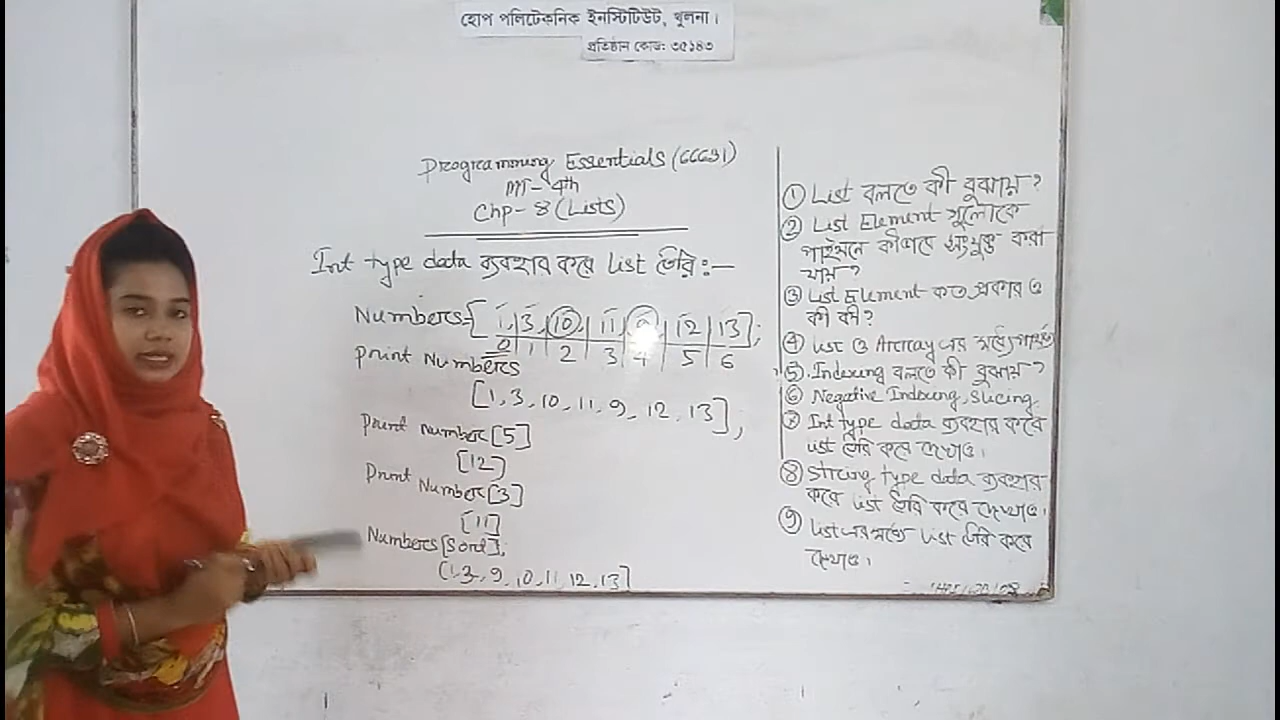 হোপ পলিটেকনিক ইনস্টিটিউট, খুলনা।
প্রতিষ্ঠান কোড: ৩৫১৪৩
Programming Essentials (66631)
4th
Chp- 8 (Lists)
Int type data ব্যবহার করে List তৈরি :—
Numbers=[1, 3, 10, 11, 9, 12, 13];
0 1 2 3 4 5 6
Print Numbers
[1, 3, 10, 11, 9, 12, 13];
Print Number[5]
[12]
Print Number[3]
[11]
Numbers[Sort];
[1, 3, 9, 10, 11, 12, 13]
① List বলতে কী বুঝায়?
② List Element গুলোকে
পাইথনে কীভাবে সংযুক্ত করা
যায়?
③ List Element কত প্রকার ও
কী কী?
④ List ও Array এর মধ্যে পার্থক্য
⑤. Indexing বলতে কী বুঝায়?
⑥ Negative Indexing, Slicing
⑦ Int type data ব্যবহার করে
List তৈরি করে দেখাও।
⑧ String type data ব্যবহার
করে List তৈরি করে দেখাও।
⑨ List এর মধ্যে List তৈরি করে
দেখাও।